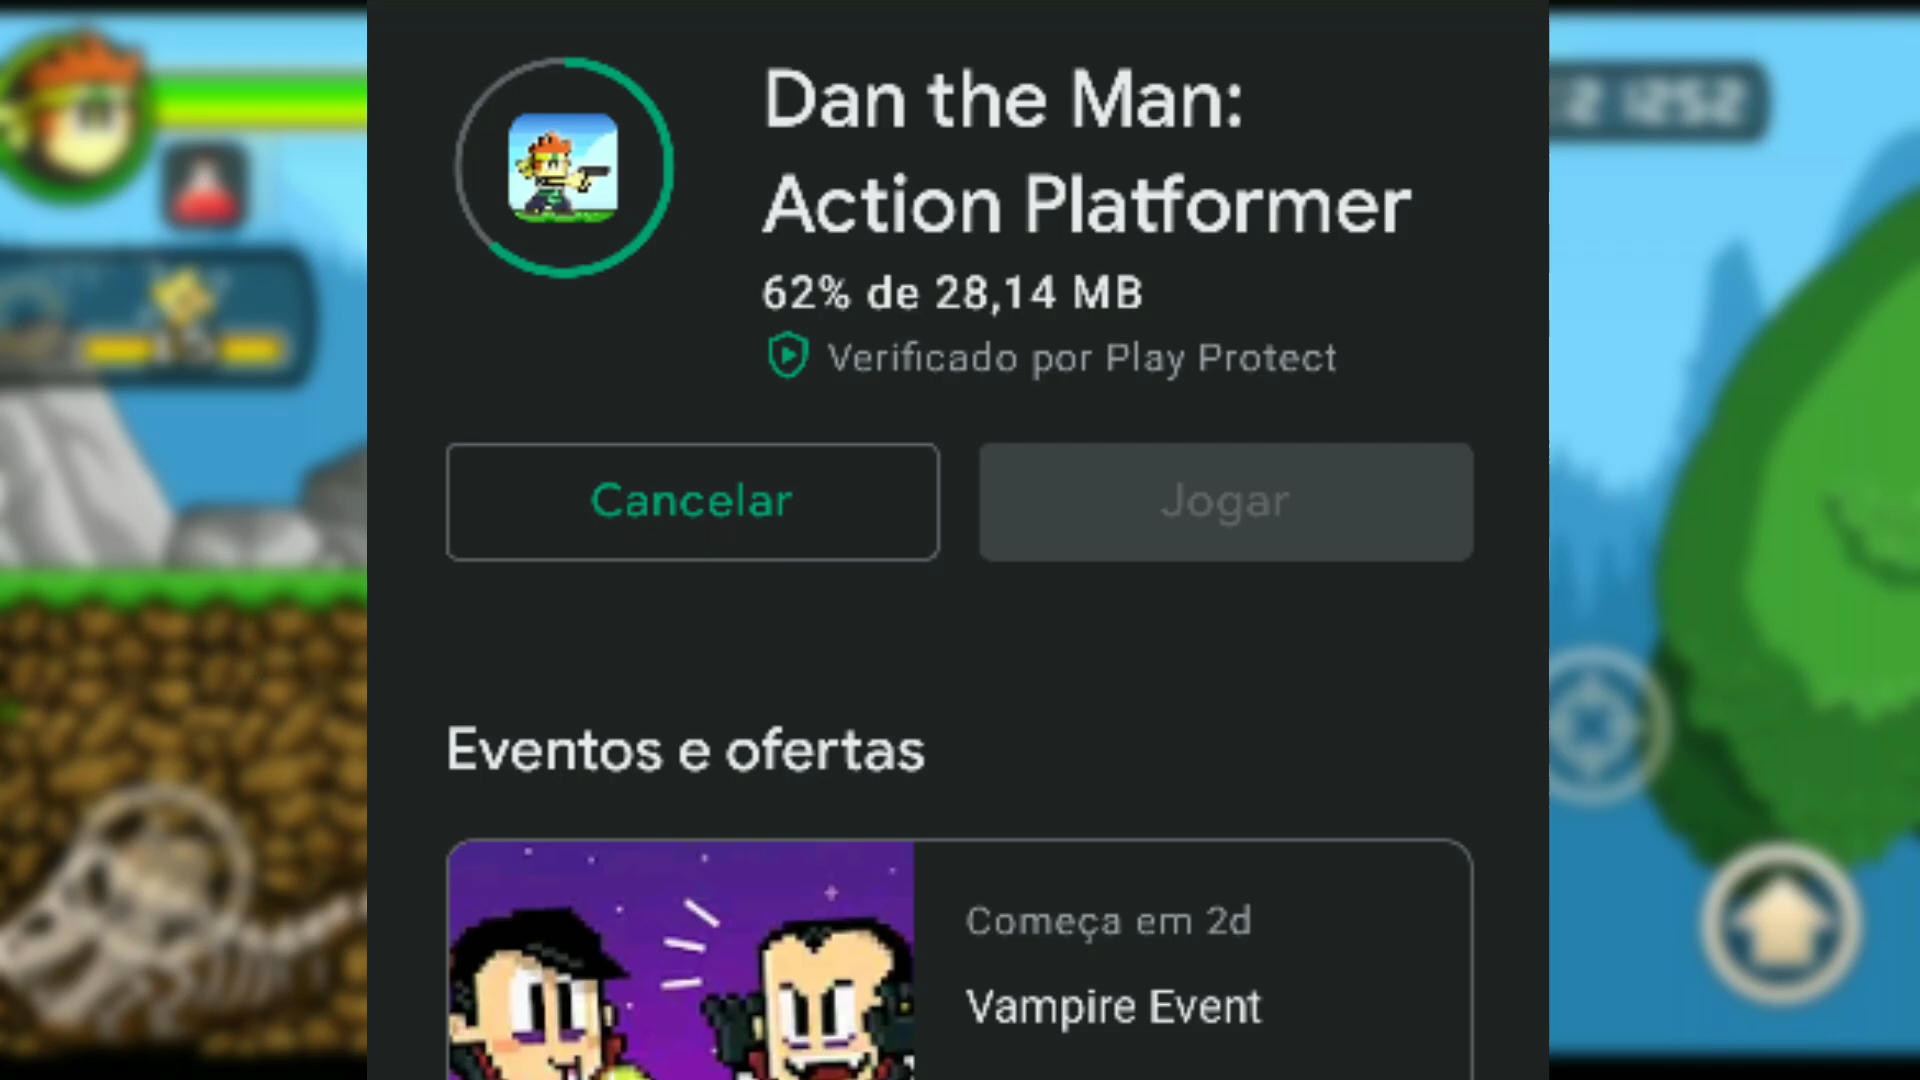 Dan the Man:
Action Platformer
62% de 28,14 MB
Verificado por Play Protect
Cancelar
Jogar
Eventos e ofertas
Começa em 2d
Vampire Event